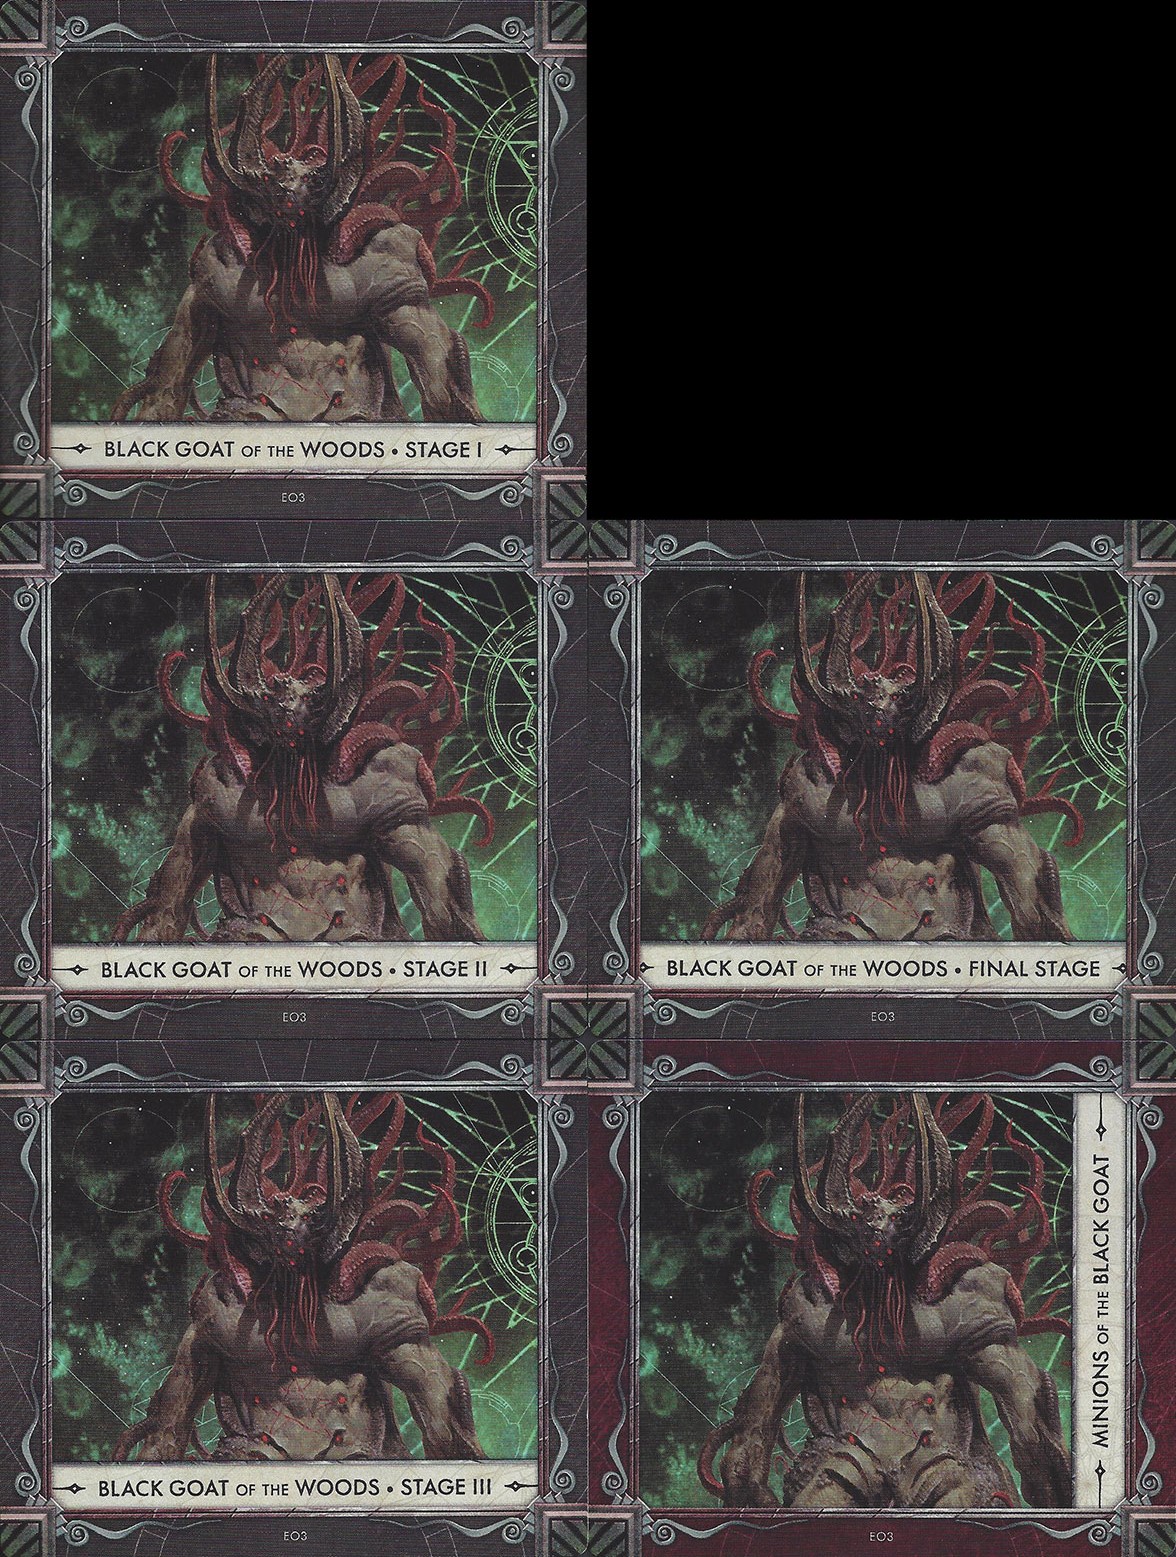 BLACK GOAT OF THE WOODS • STAGE I
EO3
BLACK GOAT OF THE WOODS • STAGE II
EO3
BLACK GOAT OF THE WOODS • FINAL STAGE
EO3
BLACK GOAT OF THE WOODS • STAGE III
EO3
MINIONS OF THE BLACK GOAT
EO3